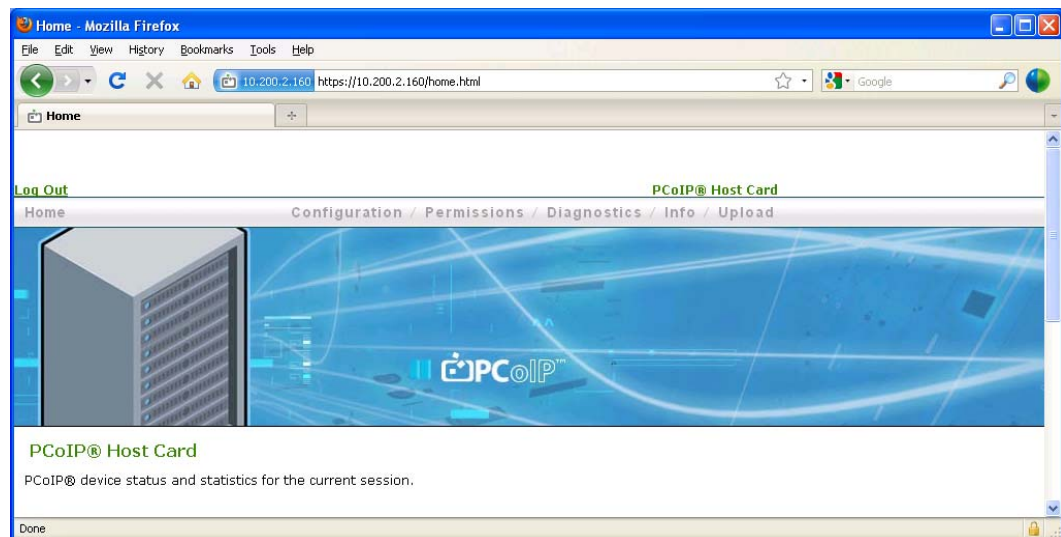 Home - Mozilla Firefox
File Edit View History Bookmarks Tools Help
10.200.2.160 https://10.200.2.160/home.html Google
Home
Log Out PCoIP® Host Card
Home Configuration / Permissions / Diagnostics / Info / Upload
PCoIP™
PCoIP® Host Card
PCoIP® device status and statistics for the current session.
Done